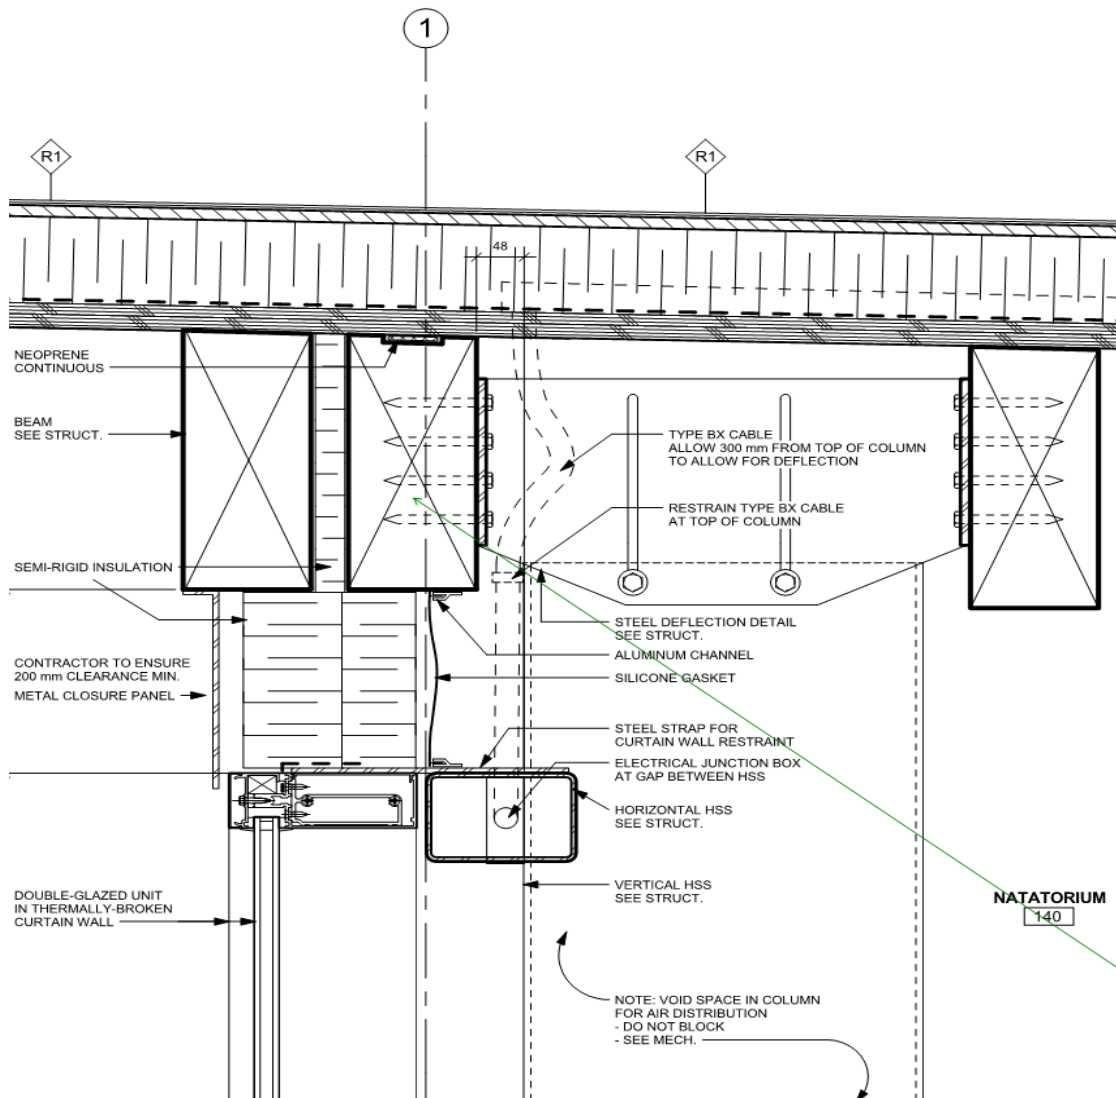 1
R1
R1
48
NEOPRENE
CONTINUOUS
BEAM
SEE STRUCT.
TYPE BX CABLE
ALLOW 300 mm FROM TOP OF COLUMN
TO ALLOW FOR DEFLECTION
RESTRAIN TYPE BX CABLE
AT TOP OF COLUMN
SEMI-RIGID INSULATION
STEEL DEFLECTION DETAIL
SEE STRUCT.
ALUMINUM CHANNEL
CONTRACTOR TO ENSURE
200 mm CLEARANCE MIN.
METAL CLOSURE PANEL
SILICONE GASKET
STEEL STRAP FOR
CURTAIN WALL RESTRAINT
ELECTRICAL JUNCTION BOX
AT GAP BETWEEN HSS
HORIZONTAL HSS
SEE STRUCT.
VERTICAL HSS
SEE STRUCT.
DOUBLE-GLAZED UNIT
IN THERMALLY-BROKEN
CURTAIN WALL
NATATORIUM
140
NOTE: VOID SPACE IN COLUMN
FOR AIR DISTRIBUTION
- DO NOT BLOCK
- SEE MECH.